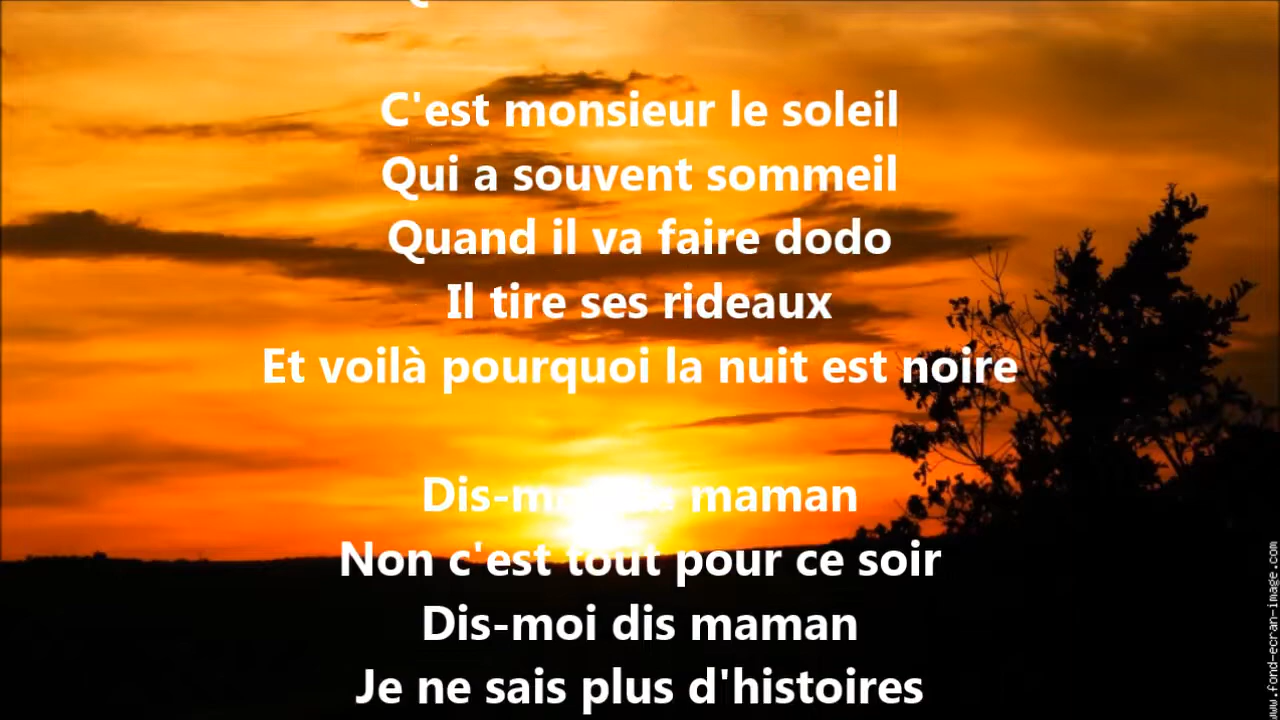 C'est monsieur le soleil
Qui a souvent sommeil
Quand il va faire dodo
Il tire ses rideaux
Et voilà pourquoi la nuit est noire
Dis-moi dis maman
Non c'est tout pour ce soir
Dis-moi dis maman
Je ne sais plus d'histoires
www.fond-ecran-image.com